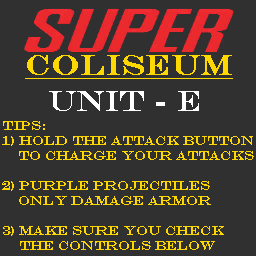 SUPER
COLISEUM
UNIT - E
TIPS:
1) HOLD THE ATTACK BUTTON
TO CHARGE YOUR ATTACKS
2) PURPLE PROJECTILES
ONLY DAMAGE ARMOR
3) MAKE SURE YOU CHECK
THE CONTROLS BELOW